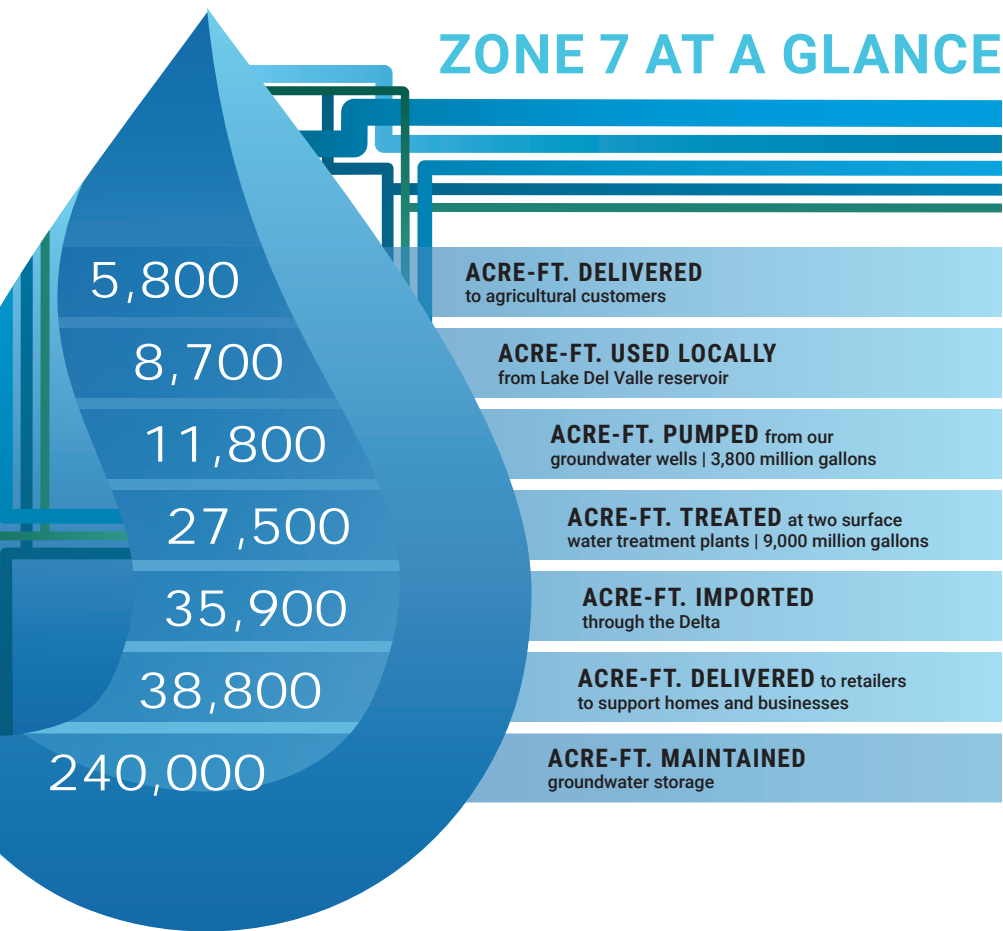 ZONE 7 AT A GLANCE
5,800
ACRE-FT. DELIVERED
to agricultural customers
8,700
ACRE-FT. USED LOCALLY
from Lake Del Valle reservoir
11,800
ACRE-FT. PUMPED from our
groundwater wells | 3,800 million gallons
27,500
ACRE-FT. TREATED at two surface
water treatment plants | 9,000 million gallons
35,900
ACRE-FT. IMPORTED
through the Delta
38,800
ACRE-FT. DELIVERED to retailers
to support homes and businesses
240,000
ACRE-FT. MAINTAINED
groundwater storage